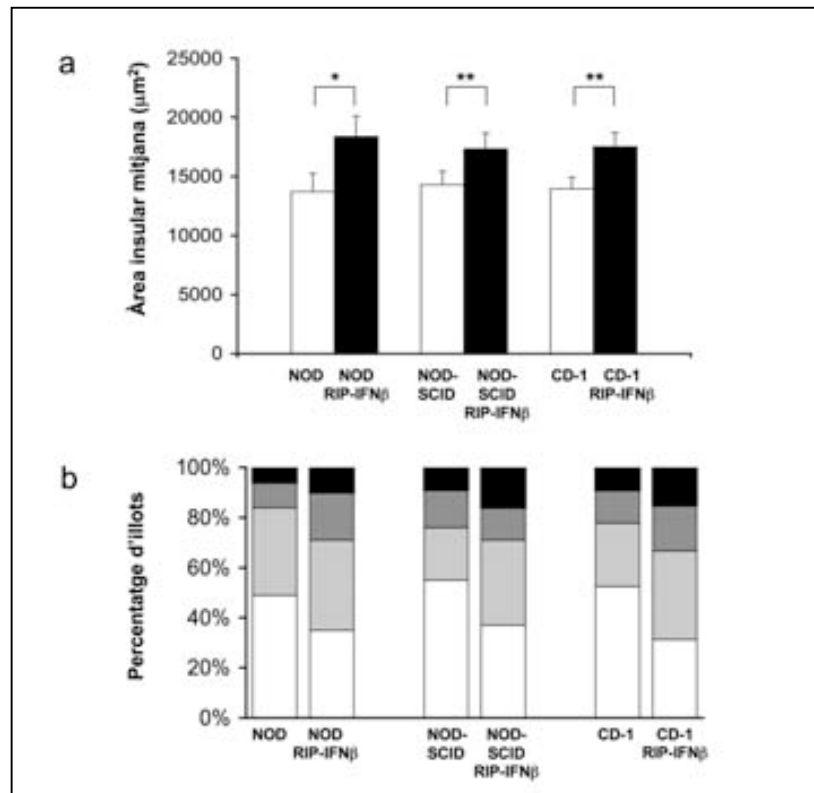 a
Àrea insular mitjana (µm²)
25000
20000
15000
10000
5000
0
* ** **
NOD NOD RIP-IFNβ NOD-SCID NOD-SCID RIP-IFNβ CD-1 CD-1 RIP-IFNβ
b
Percentatge d'illots
100%
80%
60%
40%
20%
0%
NOD NOD RIP-IFNβ NOD-SCID NOD-SCID RIP-IFNβ CD-1 CD-1 RIP-IFNβ